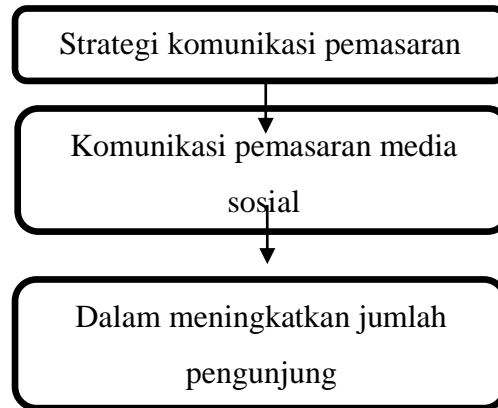 Strategi komunikasi pemasaran
Komunikasi pemasaran media
sosial
Dalam meningkatkan jumlah
pengunjung